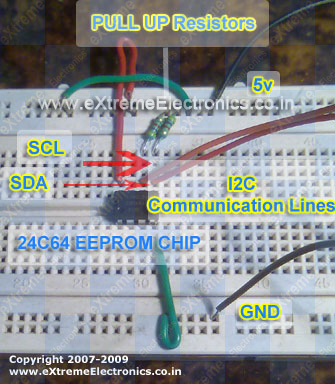 PULL UP Resistors
5v
www.eXtremeElectronics.co.in
SCL
SDA
I2C
Communication Lines
24C64 EEPROM CHIP
GND
Copyright 2007-2009
www.eXtremeElectronics.co.in